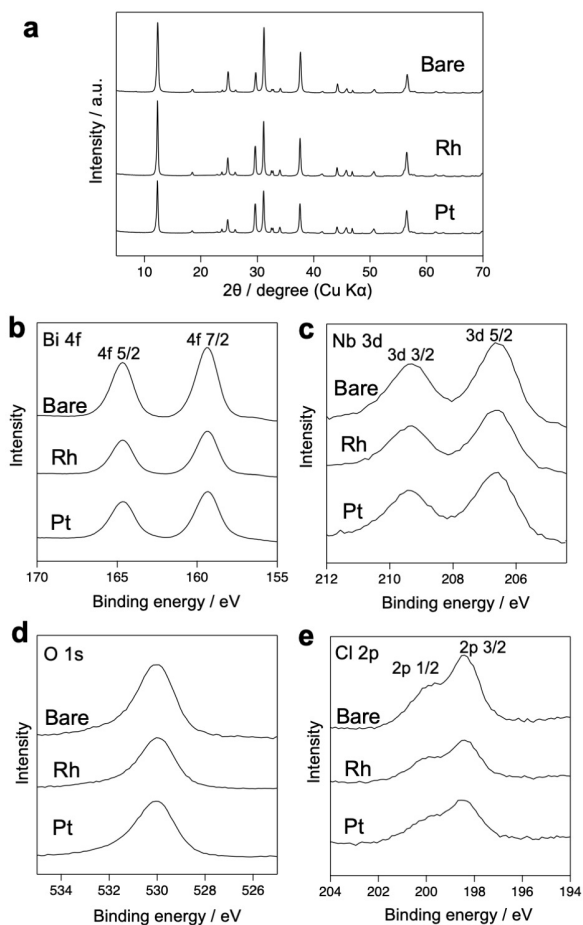 a
Bare
Rh
Pt
Intensity / a.u.
10 20 30 40 50 60 70
2θ / degree (Cu Kα)
b
Bi 4f
4f 5/2
4f 7/2
Bare
Rh
Pt
Intensity
170 165 160 155
Binding energy / eV
c
Nb 3d
3d 3/2
3d 5/2
Bare
Rh
Pt
Intensity
212 210 208 206
Binding energy / eV
d
O 1s
Bare
Rh
Pt
Intensity
534 532 530 528 526
Binding energy / eV
e
Cl 2p
2p 1/2
2p 3/2
Bare
Rh
Pt
Intensity
204 202 200 198 196 194
Binding energy / eV